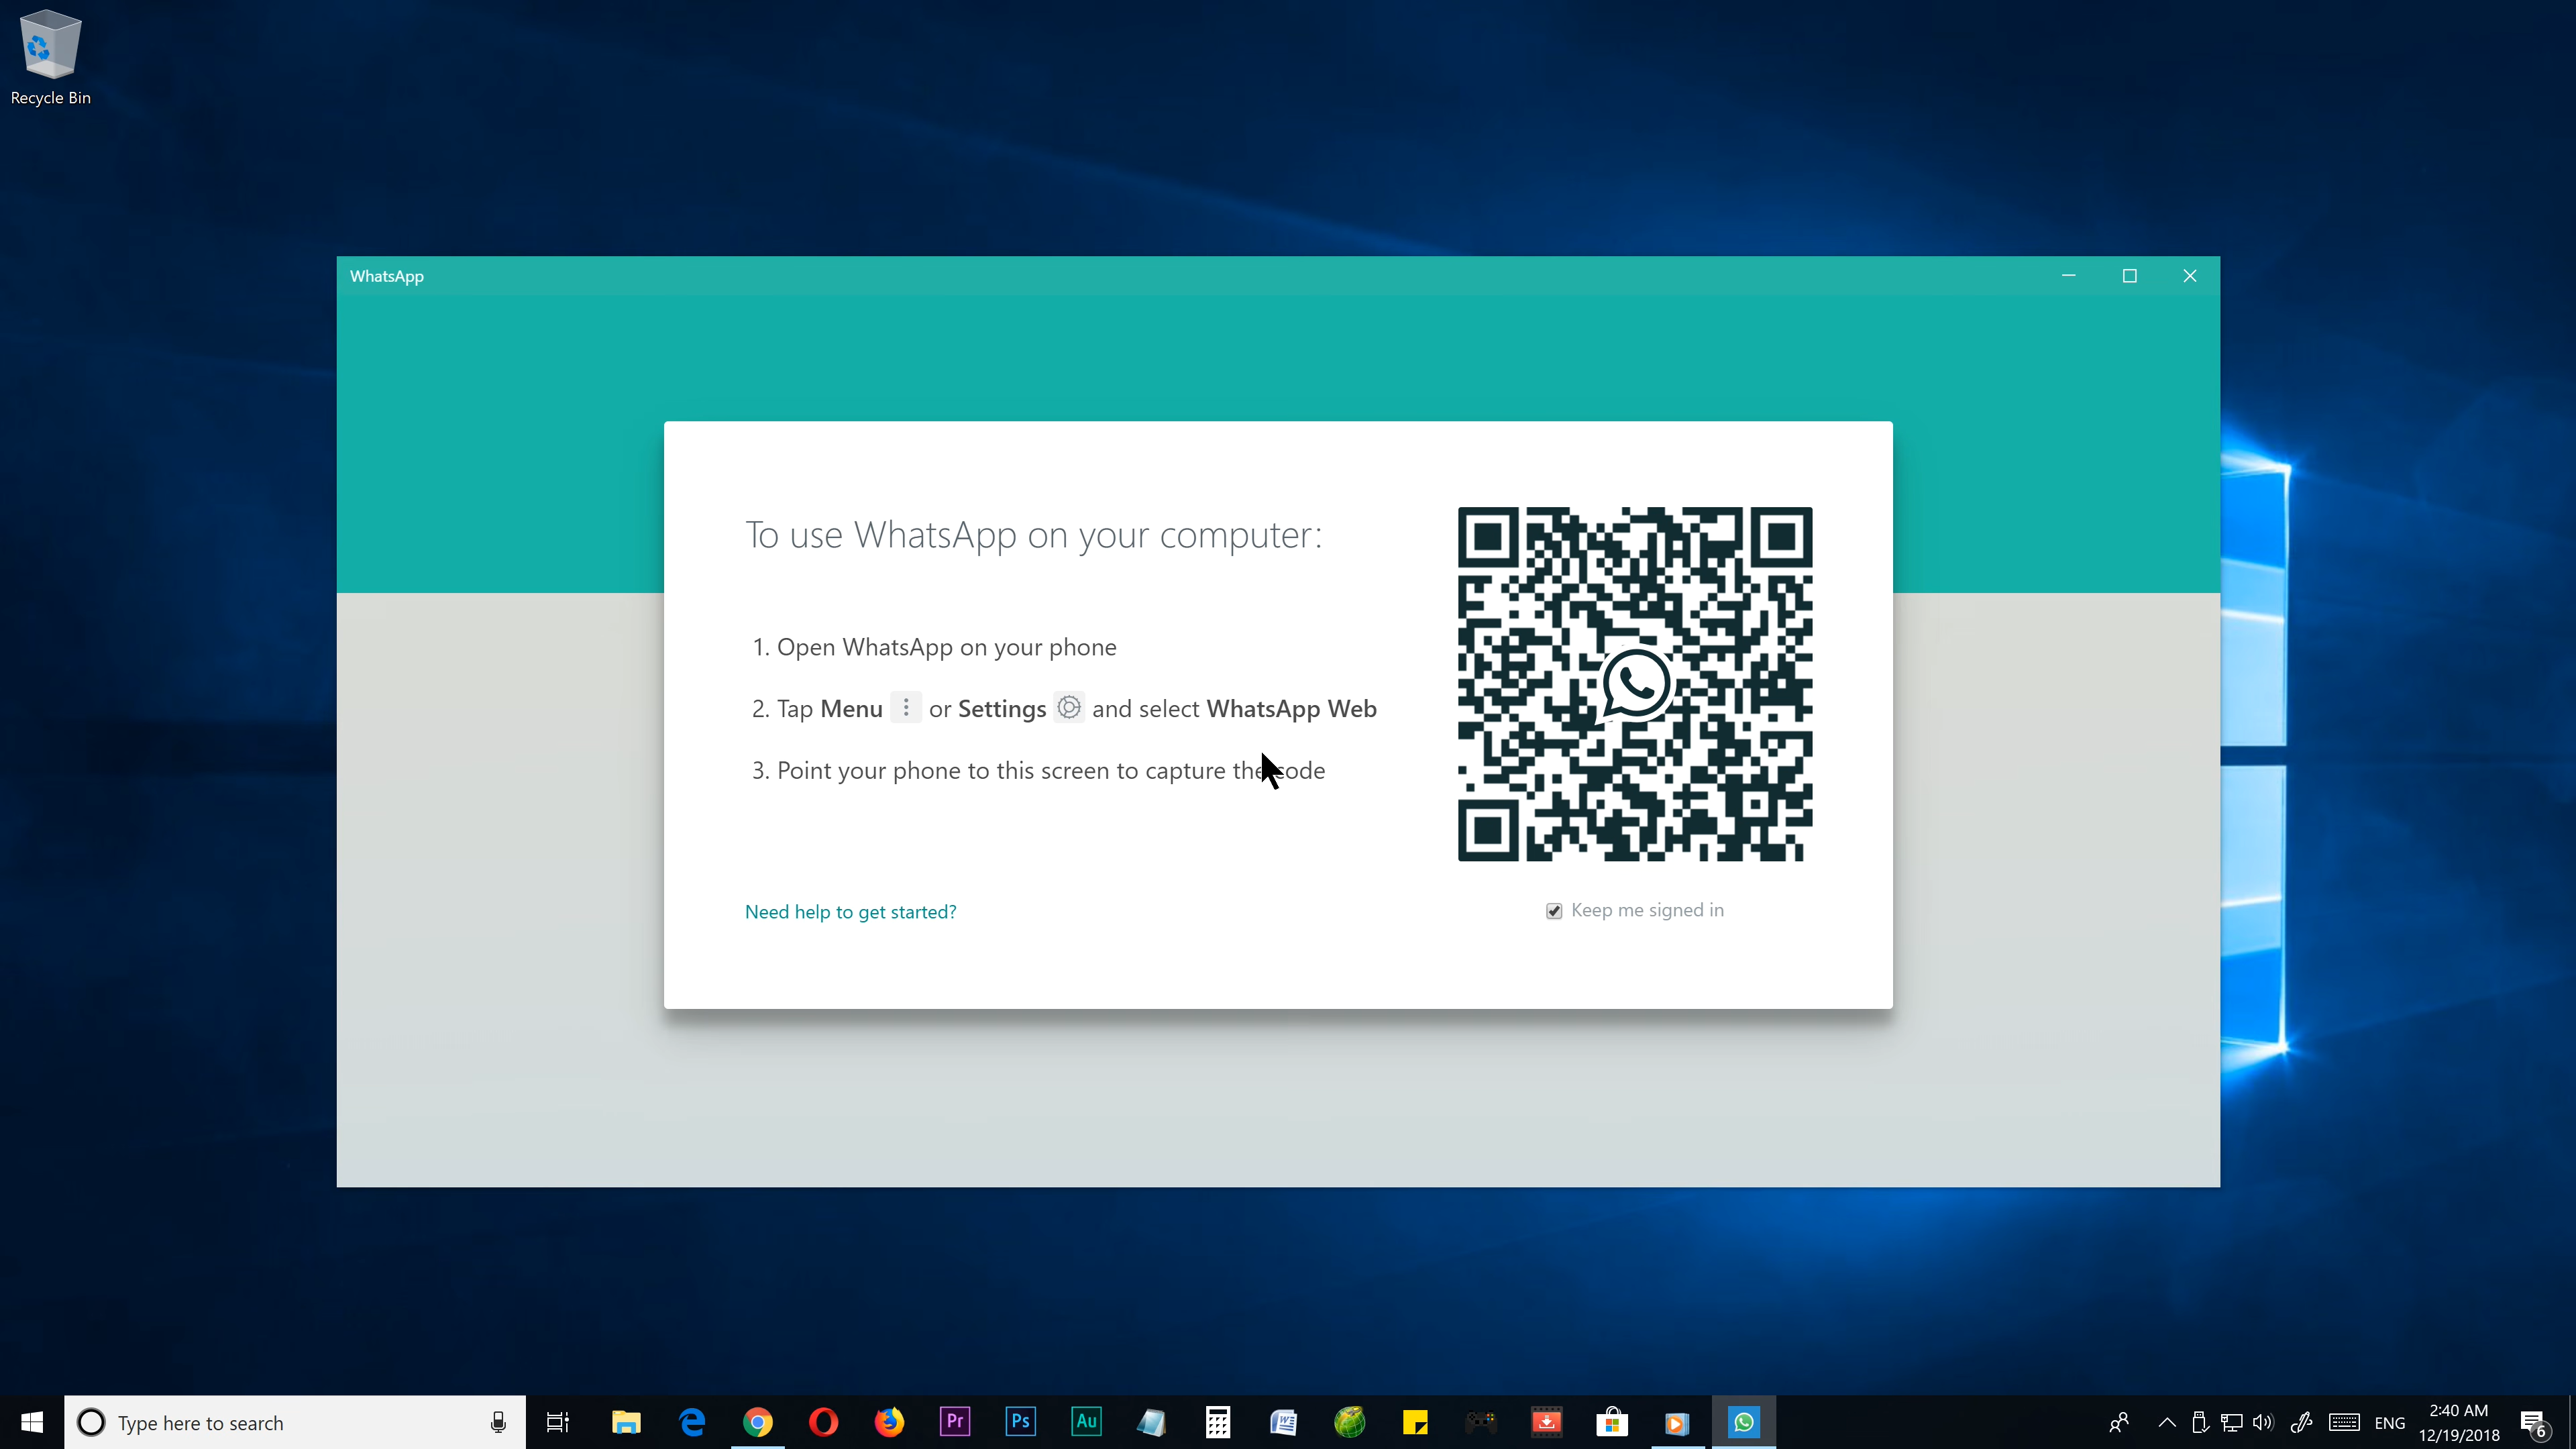 Recycle Bin
WhatsApp
To use WhatsApp on your computer:
1. Open WhatsApp on your phone
2. Tap Menu or Settings and select WhatsApp Web
3. Point your phone to this screen to capture the code
Need help to get started?
Keep me signed in
Type here to search
Pr
Ps
Au
W
ENG
2:40 AM
12/19/2018
6